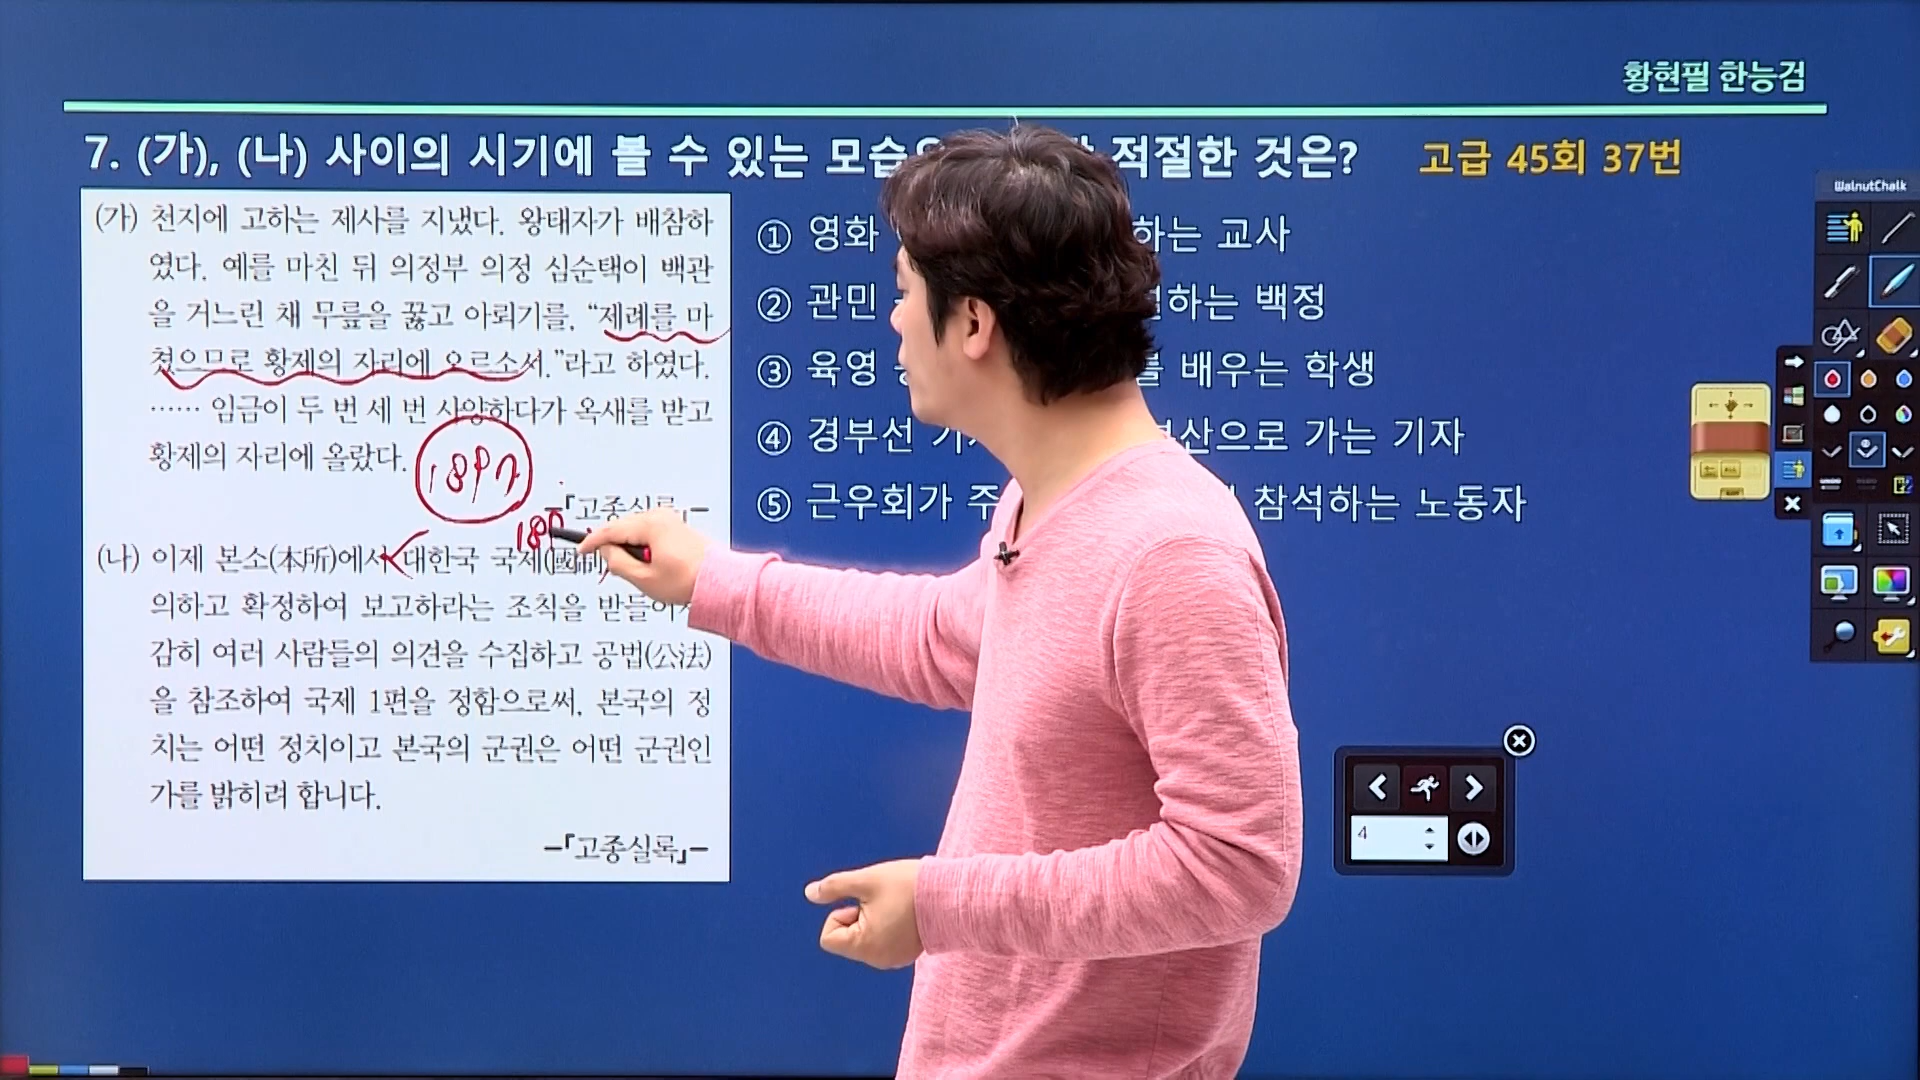 황현필 한능검
7. (가), (나) 사이의 시기에 볼 수 있는 적절한 것은?
고급 45회 37번
(가) 천지에 고하는 제사를 지냈다. 왕태자가 배참하
였다. 예를 마친 뒤 의정부 의정 심순택이 백관
을 거느린 채 무릎을 꿇고 아뢰기를, “제례를 마
쳤으므로 황제의 자리에 오르소서.”라고 하였다.
…… 임금이 두 번 세 번 사양하다가 옥새를 받고
황제의 자리에 올랐다.
1897
-『고종실록』-
189
(나) 이제 본소(本所)에서 대한국 국제(國制)
의하고 확정하여 보고하라는 조칙을
감히 여러 사람들의 의견을 수집하고 공법(公法)
을 참조하여 국제 1편을 정함으로써, 본국의 정
치는 어떤 정치이고 본국의 군권은 어떤 군권인
가를 밝히려 합니다.
-『고종실록』-
① 영화 하는 교사
② 관민 하는 백정
③ 육영 를 배우는 학생
④ 경부선 부산으로 가는 기자
⑤ 근우회가 참석하는 노동자
WalnutChalk
4